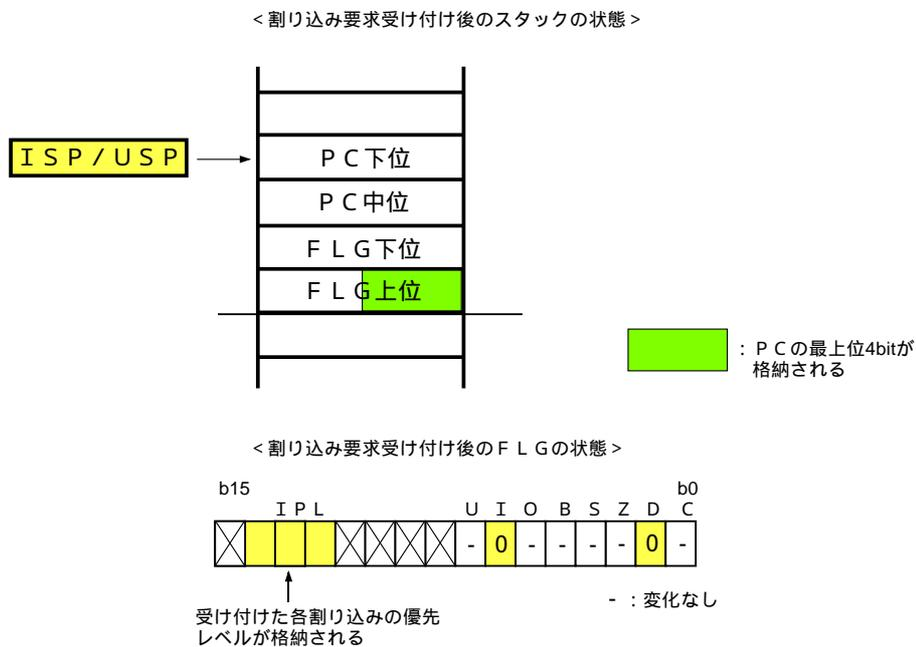 ＜割り込み要求受け付け後のスタックの状態＞
ＩＳＰ/ＵＳＰ
ＰＣ下位
ＰＣ中位
ＦＬＧ下位
ＦＬＧ上位
：ＰＣの最上位4bitが
格納される
＜割り込み要求受け付け後のＦＬＧの状態＞
b15 b0
ＩＰＬ U I O B S Z D C
- 0 - - - - 0 -
- ：変化なし
受け付けた各割り込みの優先
レベルが格納される